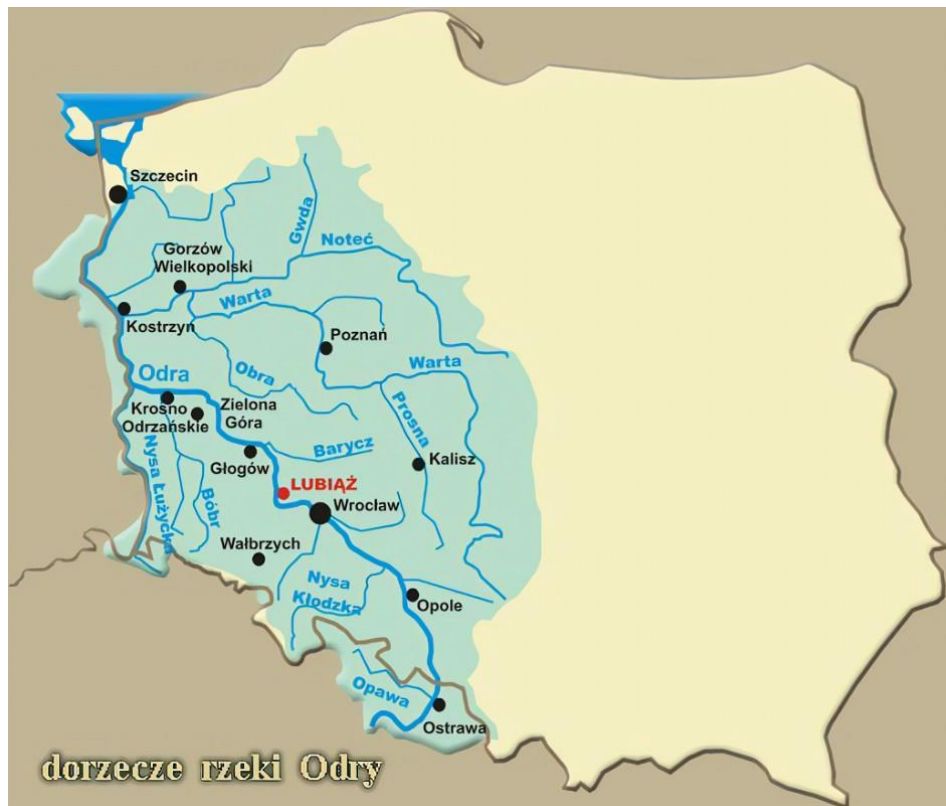 Szczecin
Gwda
Noteć
Gorzów
Wielkopolski
Warta
Kostrzyn
Poznań
Odra
Obra
Warta
Krosno
Odrzańskie
Zielona
Góra
Prosna
Barycz
Głogów
Kalisz
Nysa Łużycka
Bóbr
LUBIĄŻ
Wrocław
Wałbrzych
Nysa
Kłodzka
Opole
Opawa
Ostrawa
dorzecze rzeki Odry